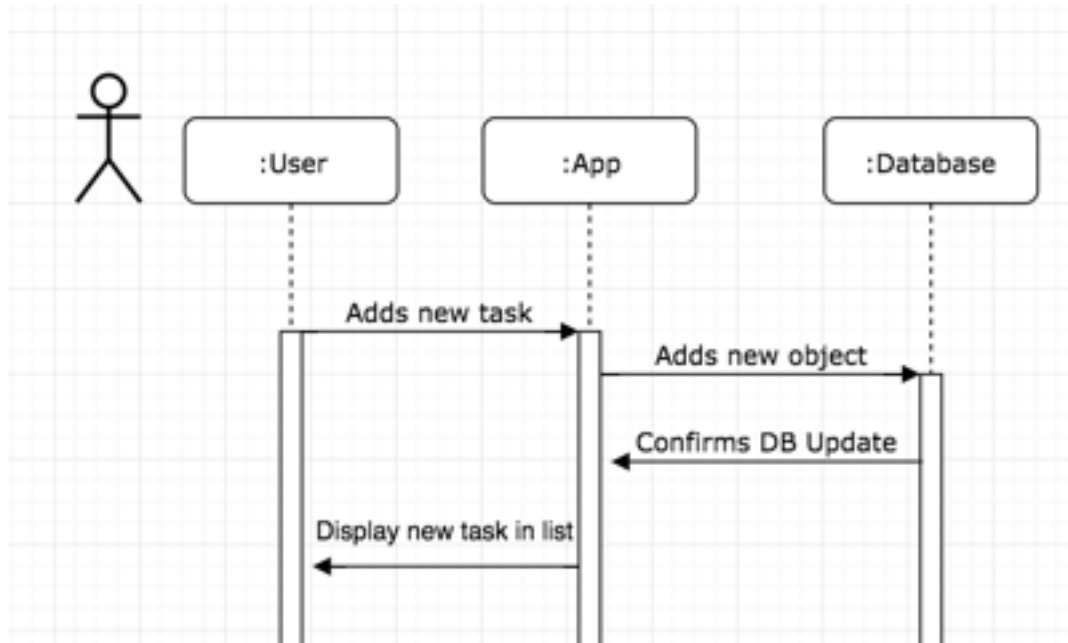 :User
:App
:Database
Adds new task
Adds new object
Confirms DB Update
Display new task in list